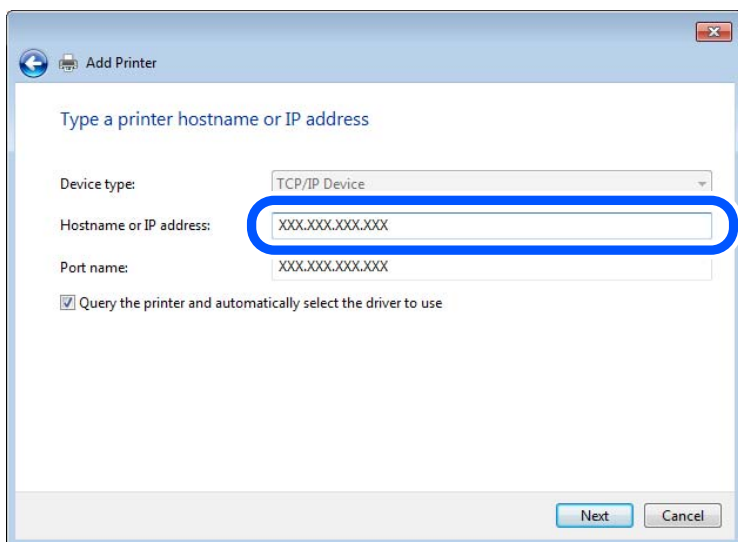 Add Printer
Type a printer hostname or IP address
Device type: TCP/IP Device
Hostname or IP address: XXX.XXX.XXX.XXX
Port name: XXX.XXX.XXX.XXX
Query the printer and automatically select the driver to use
Next Cancel